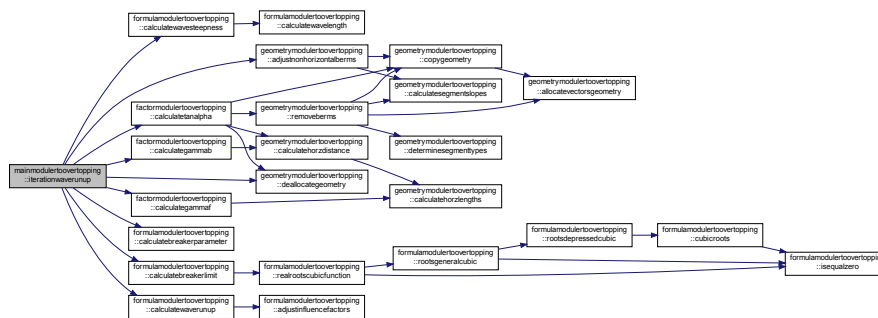 formulamodulertoovertopping
::calculatewavesteepness
formulamodulertoovertopping
::calculatewavelength
geometrymodulertoovertopping
::adjustnonhorizontalberms
geometrymodulertoovertopping
::copygeometry
geometrymodulertoovertopping
::calculatesegmentslopes
geometrymodulertoovertopping
::allocatevectorsgeometry
factormodulertoovertopping
::calculatetanalpha
geometrymodulertoovertopping
::removeberms
factormodulertoovertopping
::calculategammab
geometrymodulertoovertopping
::calculatehorzdistance
geometrymodulertoovertopping
::determinesegmenttypes
mainmodulertoovertopping
::iterationwaverunup
geometrymodulertoovertopping
::deallocategeometry
geometrymodulertoovertopping
::calculatehorzlengths
factormodulertoovertopping
::calculategammaf
formulamodulertoovertopping
::calculatebreakerparameter
formulamodulertoovertopping
::rootsdepressedcubic
formulamodulertoovertopping
::cubicroots
formulamodulertoovertopping
::calculatebreakerlimit
formulamodulertoovertopping
::realrootscubicfunction
formulamodulertoovertopping
::rootsgeneralcubic
formulamodulertoovertopping
::isequalzero
formulamodulertoovertopping
::calculatewaverunup
formulamodulertoovertopping
::adjustinfluencefactors